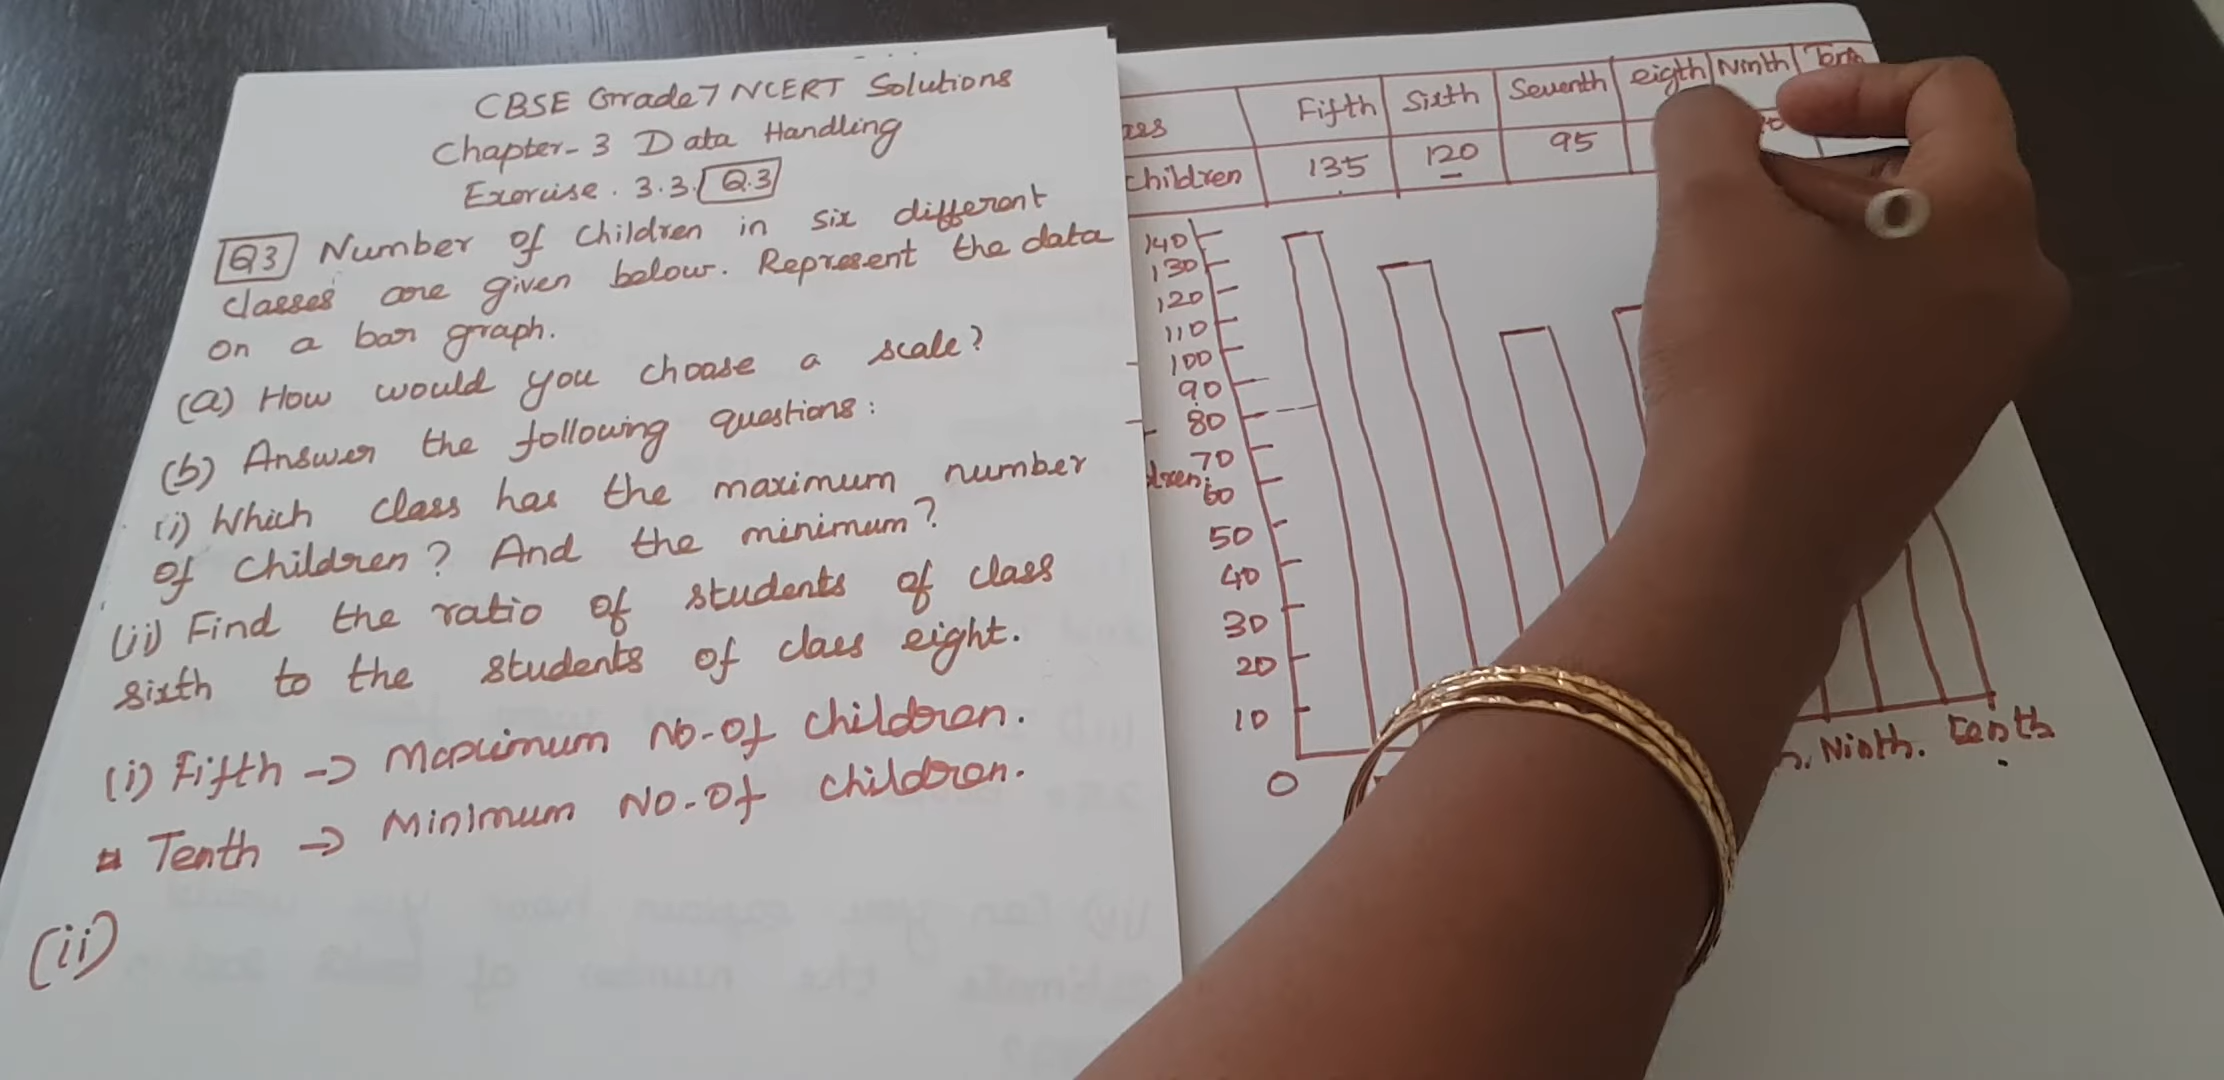 CBSE Grade 7 NCERT Solutions
Chapter-3 Data Handling
Exercise. 3.3. Q.3
Q3 Number of Children in six different
classes are given below. Represent the data
on a bar graph.
(a) How would you choose a scale?
(b) Answer the following questions:
(i) Which class has the maximum number
of children? And the minimum?
(ii) Find the ratio of students of class
sixth to the students of class eight.
(i) Fifth -> Maximum No-of children.
Tenth -> Minimum No-of children.
(ii)
Fifth Sixth Seventh eigth Ninth
children 135 120 95
140
130
120
110
100
90
80
70
60
50
40
30
20
10
0
Ninth. tenth